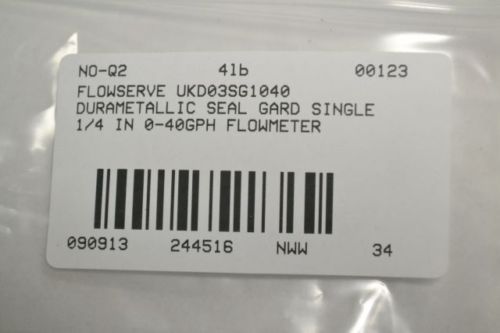 NO-Q2 4lb 00123
FLOWSERVE UKD03SG1040
DURAMETALLIC SEAL GARD SINGLE
1/4 IN 0-40GPH FLOWMETER
090913 244516 NWW 34